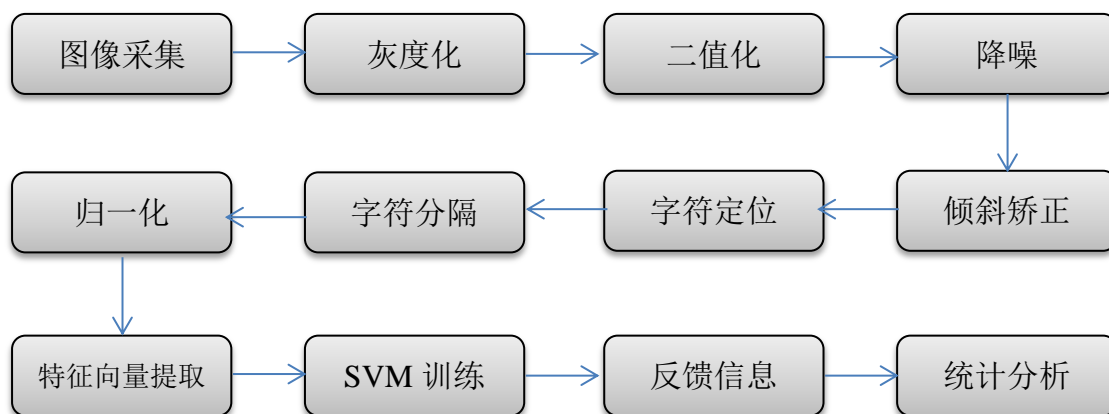 图像采集
灰度化
二值化
降噪
倾斜矫正
字符定位
字符分隔
归一化
特征向量提取
SVM 训练
反馈信息
统计分析